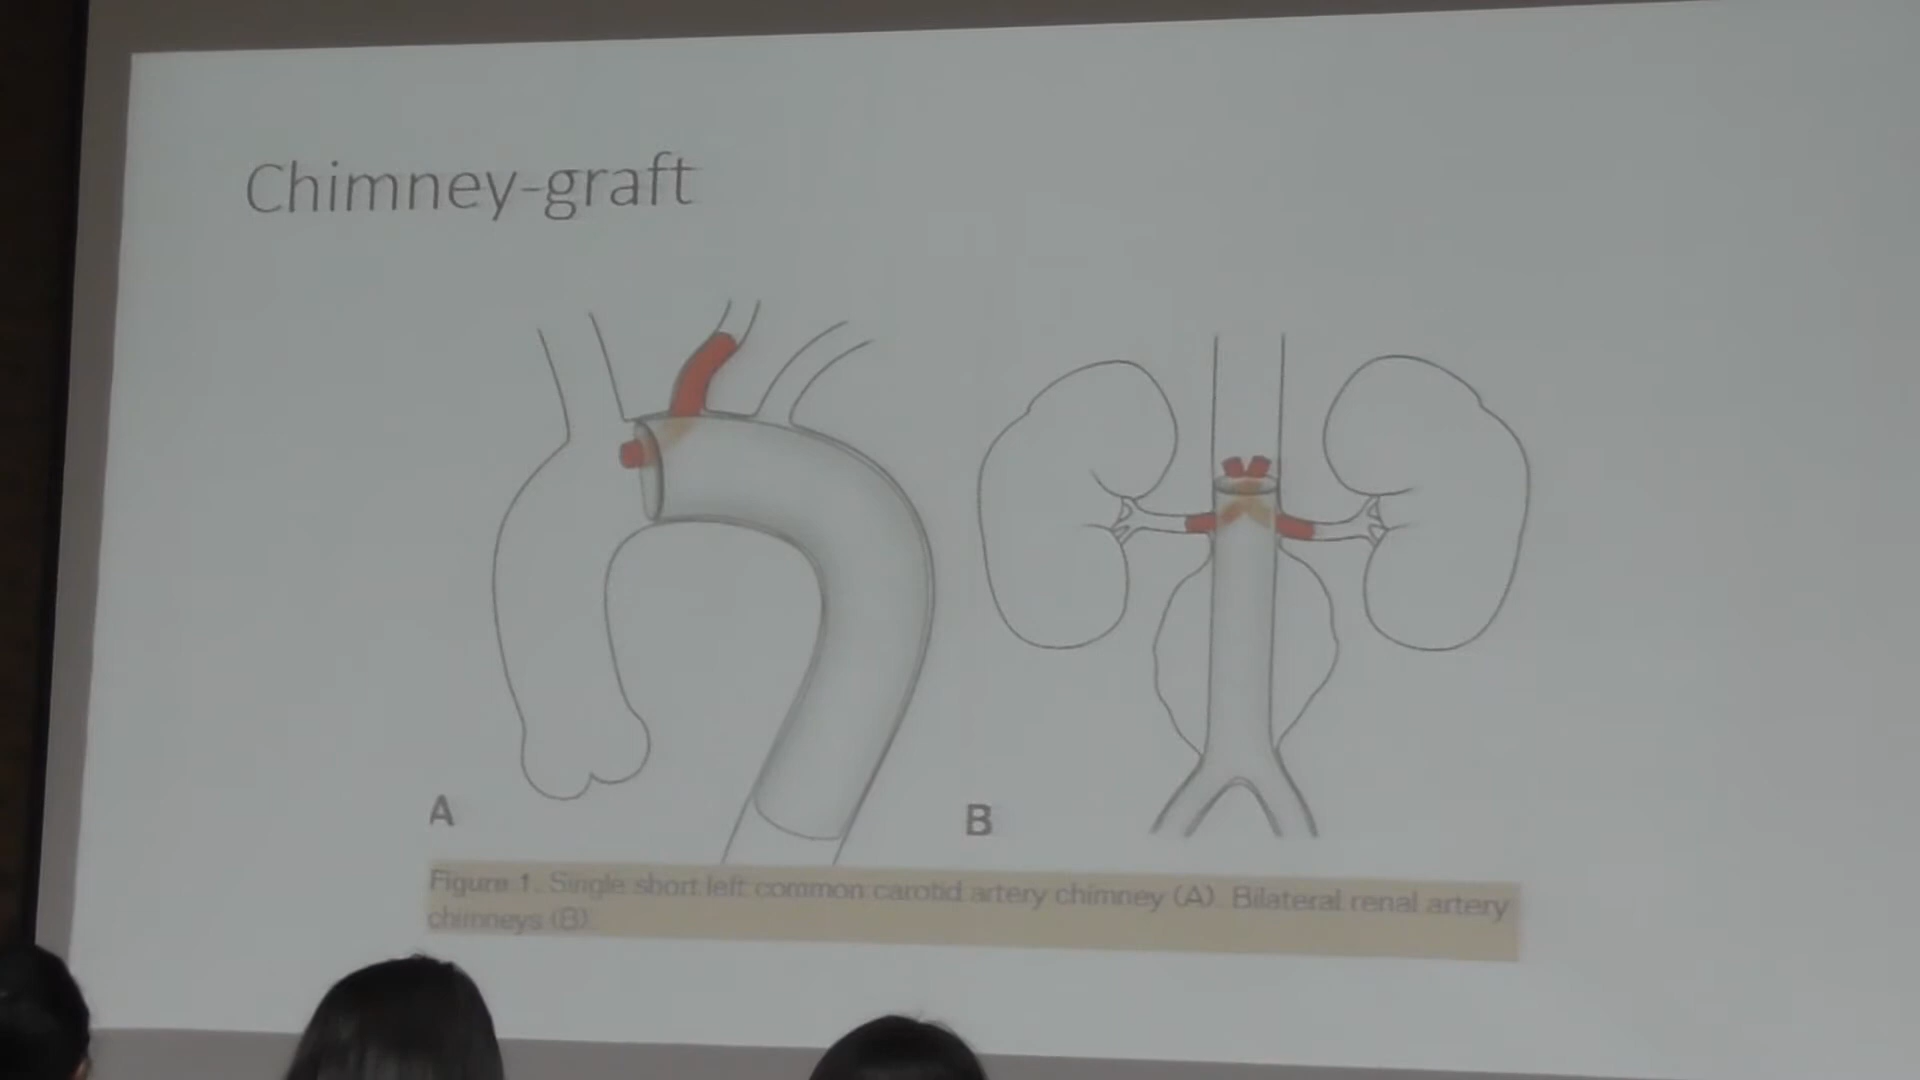 Chimney-graft
A
B
Figure 1. Single short left common carotid artery chimney (A). Bilateral renal artery
chimneys (B).